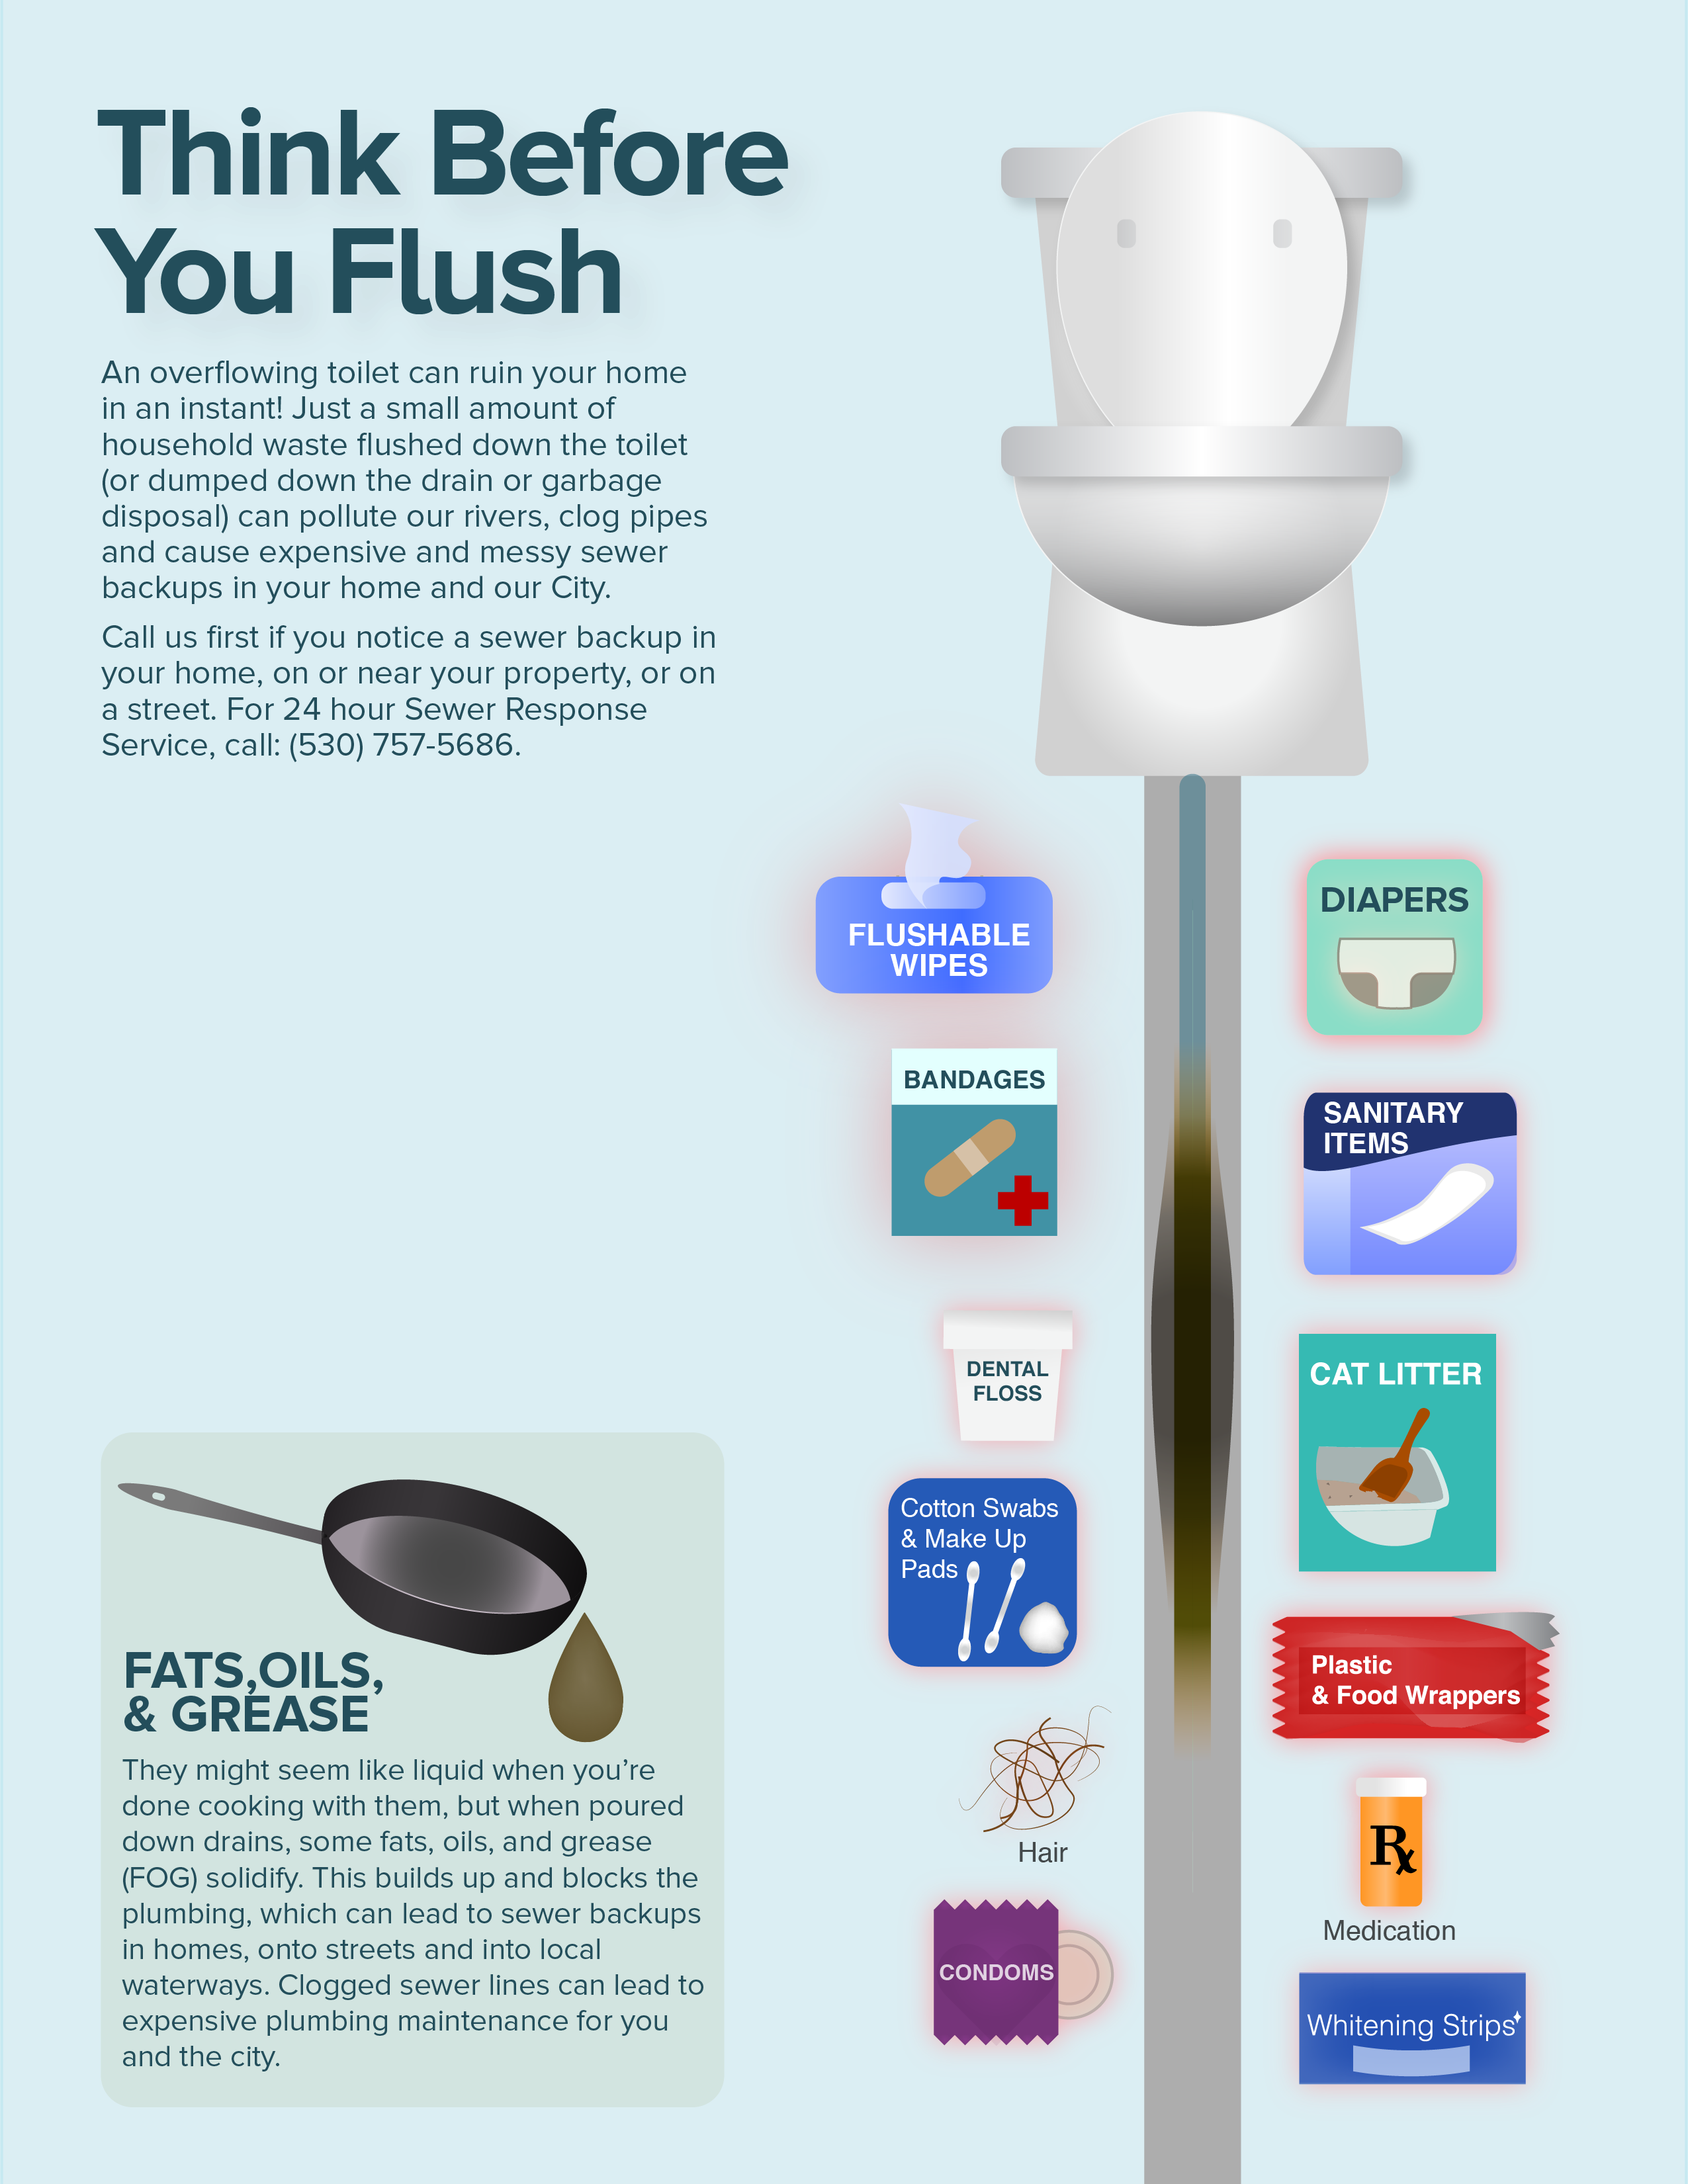 Think Before
You Flush
An overflowing toilet can ruin your home
in an instant! Just a small amount of
household waste flushed down the toilet
(or dumped down the drain or garbage
disposal) can pollute our rivers, clog pipes
and cause expensive and messy sewer
backups in your home and our City.
Call us first if you notice a sewer backup in
your home, on or near your property, or on
a street. For 24 hour Sewer Response
Service, call: (530) 757-5686.
FLUSHABLE
WIPES
DIAPERS
BANDAGES
SANITARY
ITEMS
DENTAL
FLOSS
CAT LITTER
Cotton Swabs
& Make Up
Pads
Plastic
& Food Wrappers
Hair
Rx
Medication
CONDOMS
Whitening Strips
FATS,OILS,
& GREASE
They might seem like liquid when you’re
done cooking with them, but when poured
down drains, some fats, oils, and grease
(FOG) solidify. This builds up and blocks the
plumbing, which can lead to sewer backups
in homes, onto streets and into local
waterways. Clogged sewer lines can lead to
expensive plumbing maintenance for you
and the city.